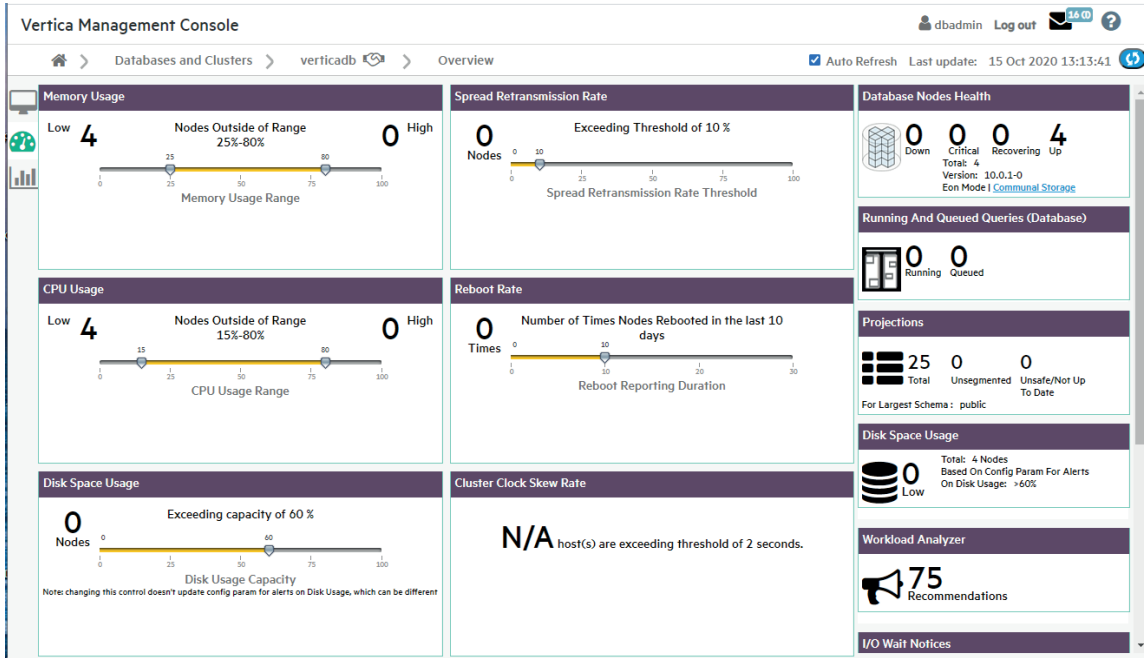 Vertica Management Console
dbadmin Log out 16
Databases and Clusters verticadb Overview
Auto Refresh Last update: 15 Oct 2020 13:13:41
Memory Usage
Low 4 Nodes Outside of Range 0 High
25%-80%
25 80
0 25 50 75 100
Memory Usage Range
Spread Retransmission Rate
0 Exceeding Threshold of 10 %
Nodes 0 10
0 25 50 75 100
Spread Retransmission Rate Threshold
Database Nodes Health
0 0 0 4
Down Critical Recovering Up
Total: 4
Version: 10.0.1-0
Eon Mode | Communal Storage
Running And Queued Queries (Database)
0 0
Running Queued
CPU Usage
Low 4 Nodes Outside of Range 0 High
15%-80%
15 80
0 25 50 75 100
CPU Usage Range
Reboot Rate
0 Number of Times Nodes Rebooted in the last 10
days
Times 0 10
0 10 20 30
Reboot Reporting Duration
Projections
25 0 0
Total Unsegmented Unsafe/Not Up
To Date
For Largest Schema : public
Disk Space Usage
0 Exceeding capacity of 60 %
Nodes 0 60
0 25 50 75 100
Disk Usage Capacity
Note: changing this control doesn't update config param for alerts on Disk Usage, which can be different
Cluster Clock Skew Rate
N/A host(s) are exceeding threshold of 2 seconds.
Disk Space Usage
Total: 4 Nodes
0 Based On Config Param For Alerts
On Disk Usage: >60%
Low
Workload Analyzer
75
Recommendations
I/O Wait Notices